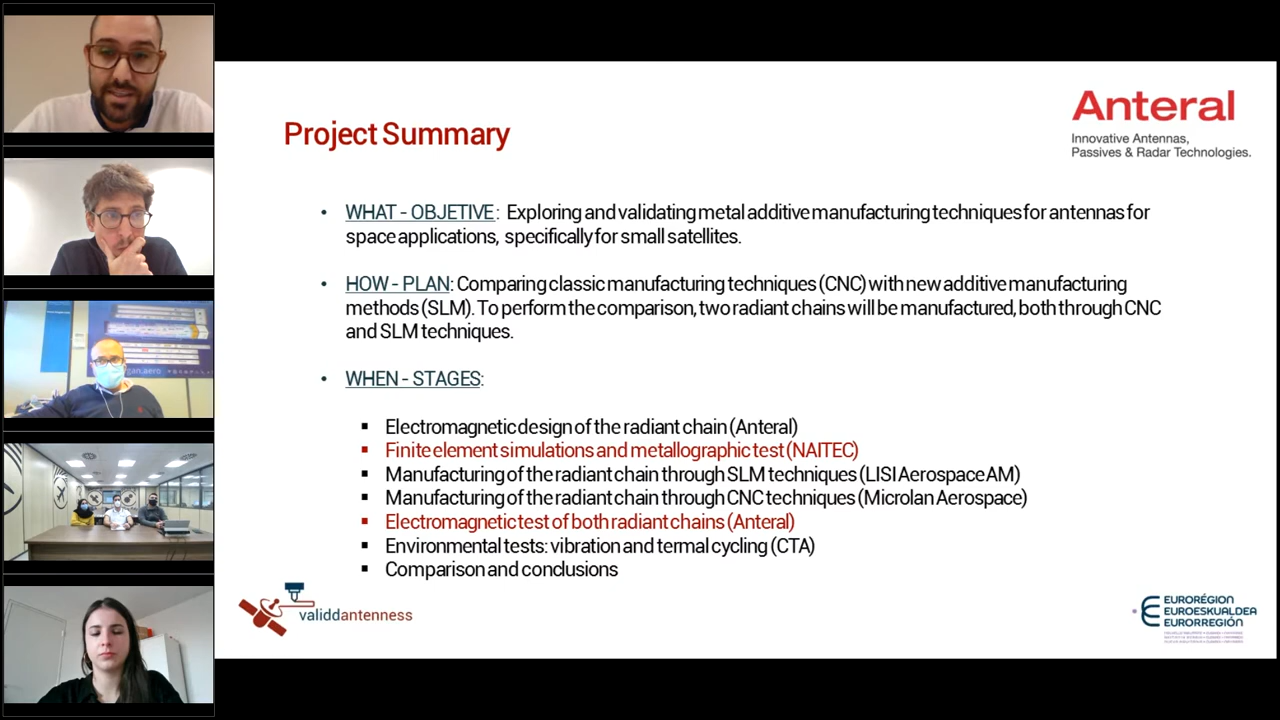 Anteral
Innovative Antennas,
Passives & Radar Technologies.
Project Summary
• WHAT - OBJETIVE: Exploring and validating metal additive manufacturing techniques for antennas for
space applications, specifically for small satellites.
• HOW - PLAN: Comparing classic manufacturing techniques (CNC) with new additive manufacturing
methods (SLM). To perform the comparison, two radiant chains will be manufactured, both through CNC
and SLM techniques.
• WHEN - STAGES:
▪ Electromagnetic design of the radiant chain (Anteral)
▪ Finite element simulations and metallographic test (NAITEC)
▪ Manufacturing of the radiant chain through SLM techniques (LISI Aerospace AM)
▪ Manufacturing of the radiant chain through CNC techniques (Microlan Aerospace)
▪ Electromagnetic test of both radiant chains (Anteral)
▪ Environmental tests: vibration and termal cycling (CTA)
▪ Comparison and conclusions
validdantenness
EURORÉGION
EUROESKUALDEA
EURORREGIÓN